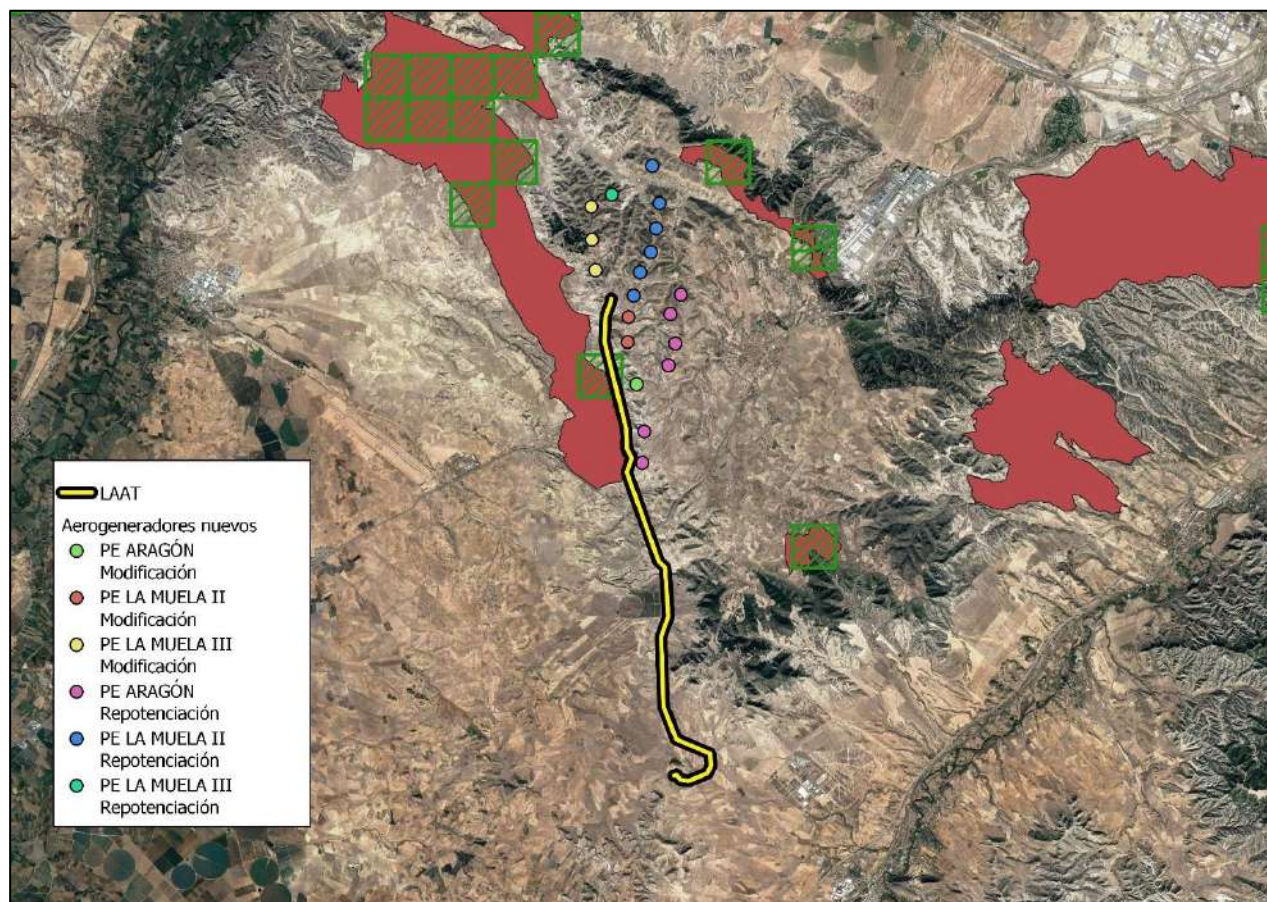 LAAT
Aerogeneradores nuevos
PE ARAGÓN
Modificación
PE LA MUELA II
Modificación
PE LA MUELA III
Modificación
PE ARAGÓN
Repotenciación
PE LA MUELA II
Repotenciación
PE LA MUELA III
Repotenciación